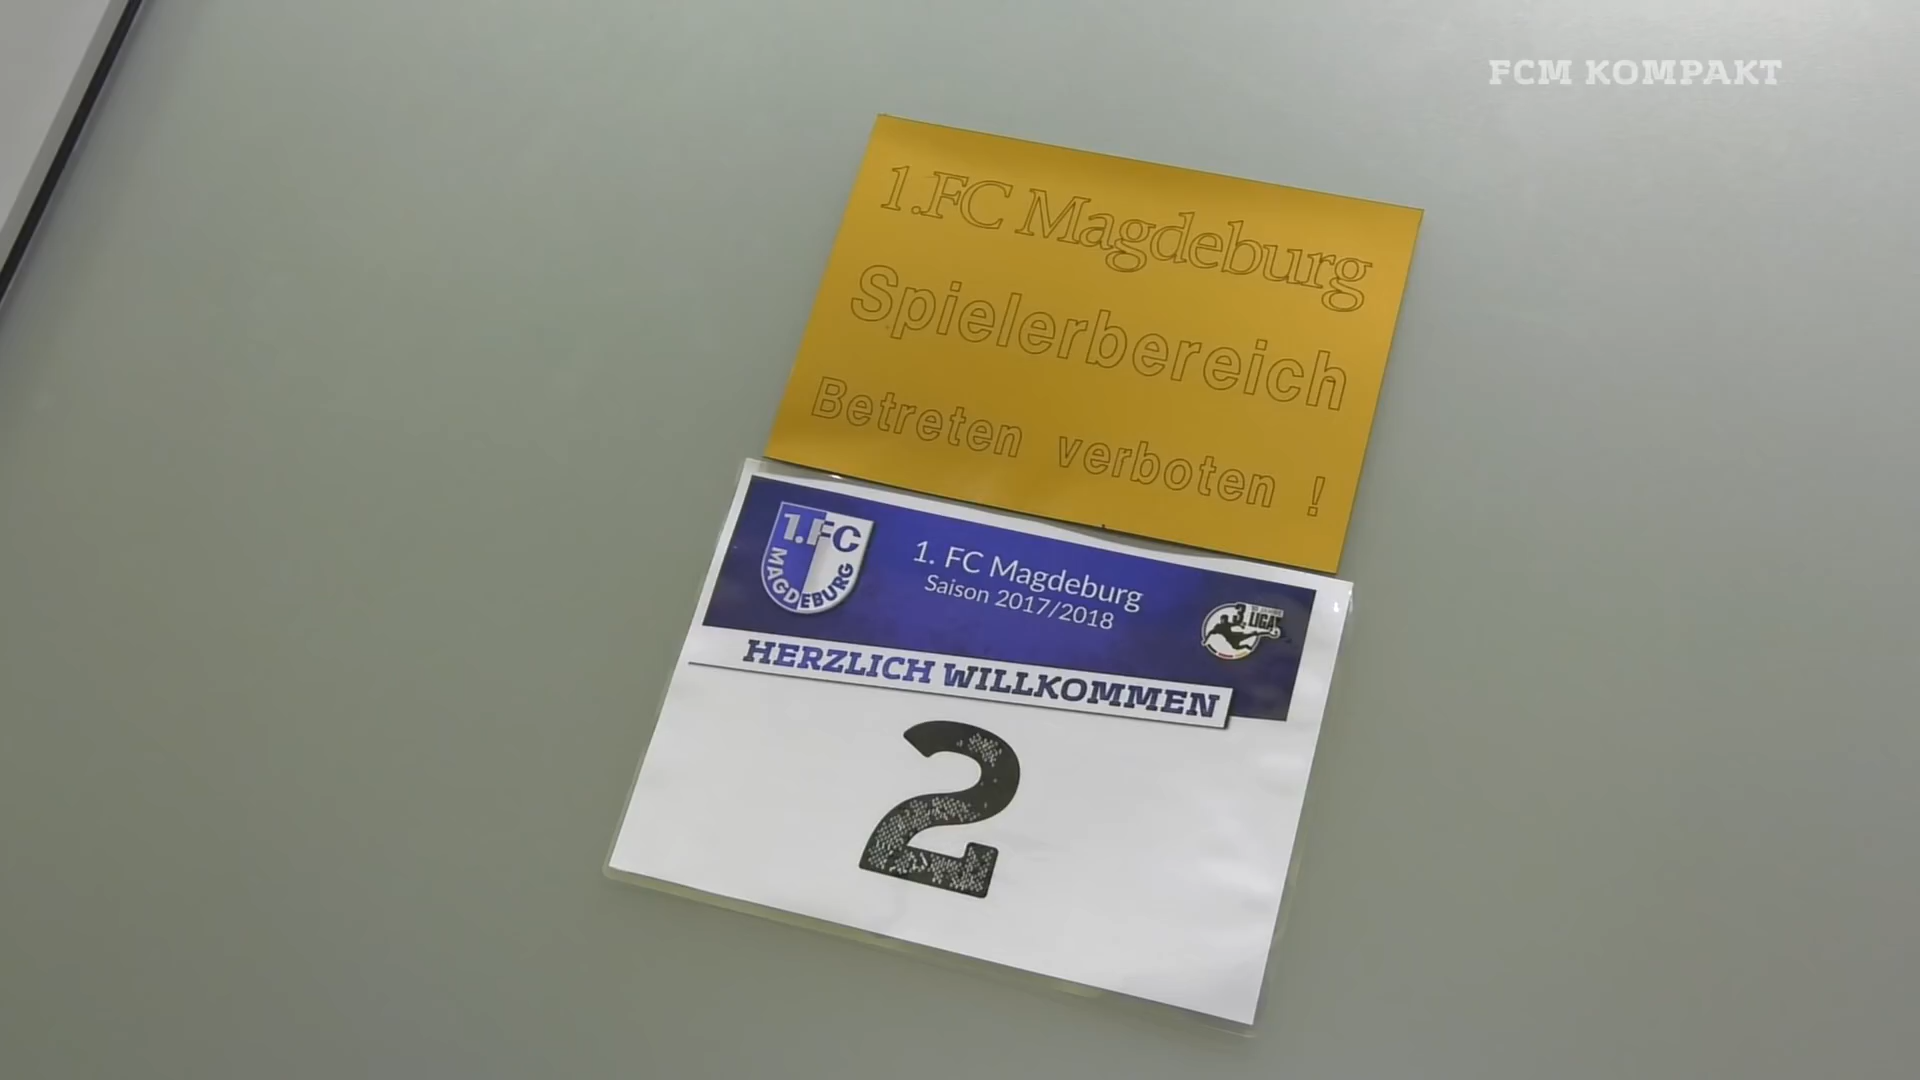 FCM KOMPAKT
1.FC Magdeburg
Spielerbereich
Betreten verboten !
1.FC
MAGDEBURG
1. FC Magdeburg
Saison 2017/2018
3. LIGA
HERZLICH WILLKOMMEN
2